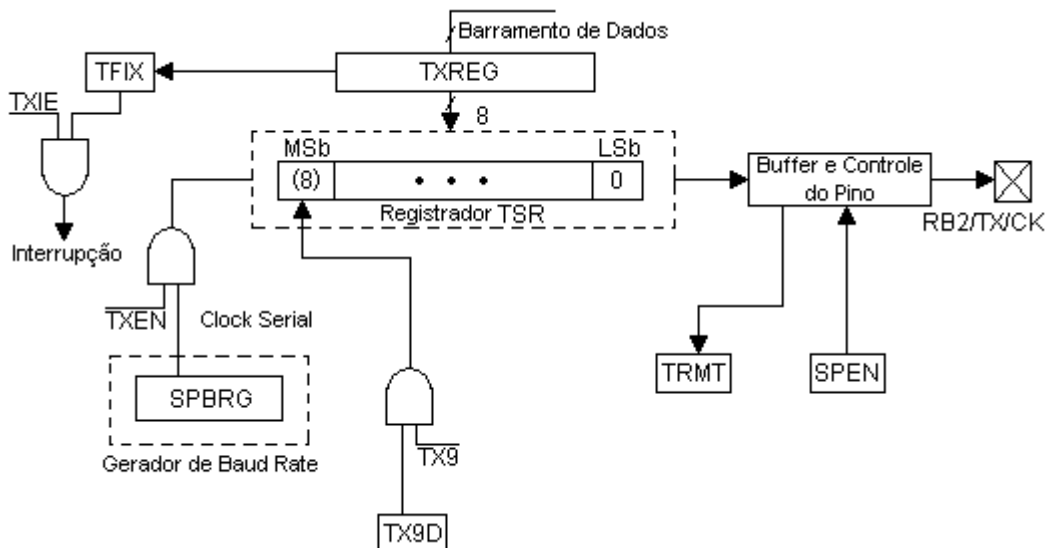 Barramento de Dados
TFIX
TXREG
TXIE
8
MSb
LSb
(8)
0
Registrador TSR
Buffer e Controle
do Pino
RB2/TX/CK
Interrupção
TXEN
Clock Serial
SPBRG
Gerador de Baud Rate
TX9
TX9D
TRMT
SPEN